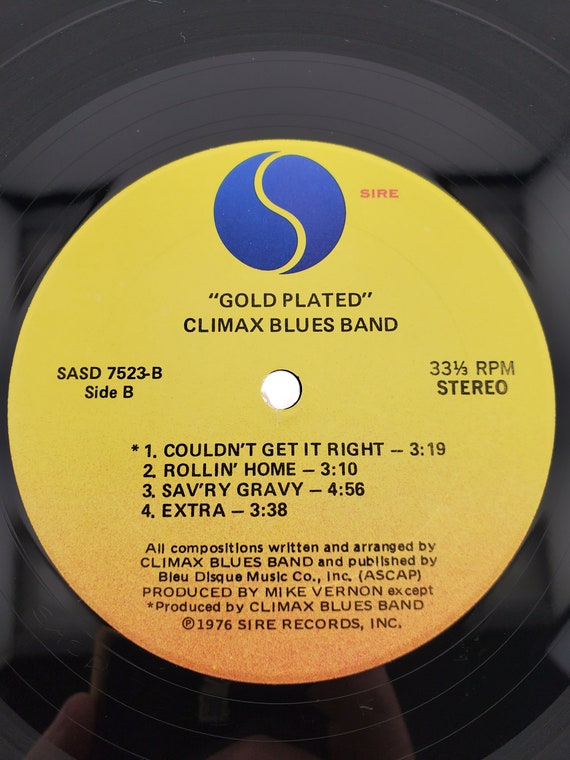 SIRE
"GOLD PLATED"
CLIMAX BLUES BAND
SASD 7523-B
Side B
33⅓ RPM
STEREO
*1. COULDN'T GET IT RIGHT – 3:19
2. ROLLIN' HOME – 3:10
3. SAV'RY GRAVY – 4:56
4. EXTRA – 3:38
All compositions written and arranged by
CLIMAX BLUES BAND and published by
Bleu Disque Music Co., Inc. (ASCAP)
PRODUCED BY MIKE VERNON except
*Produced by CLIMAX BLUES BAND
℗1976 SIRE RECORDS, INC.